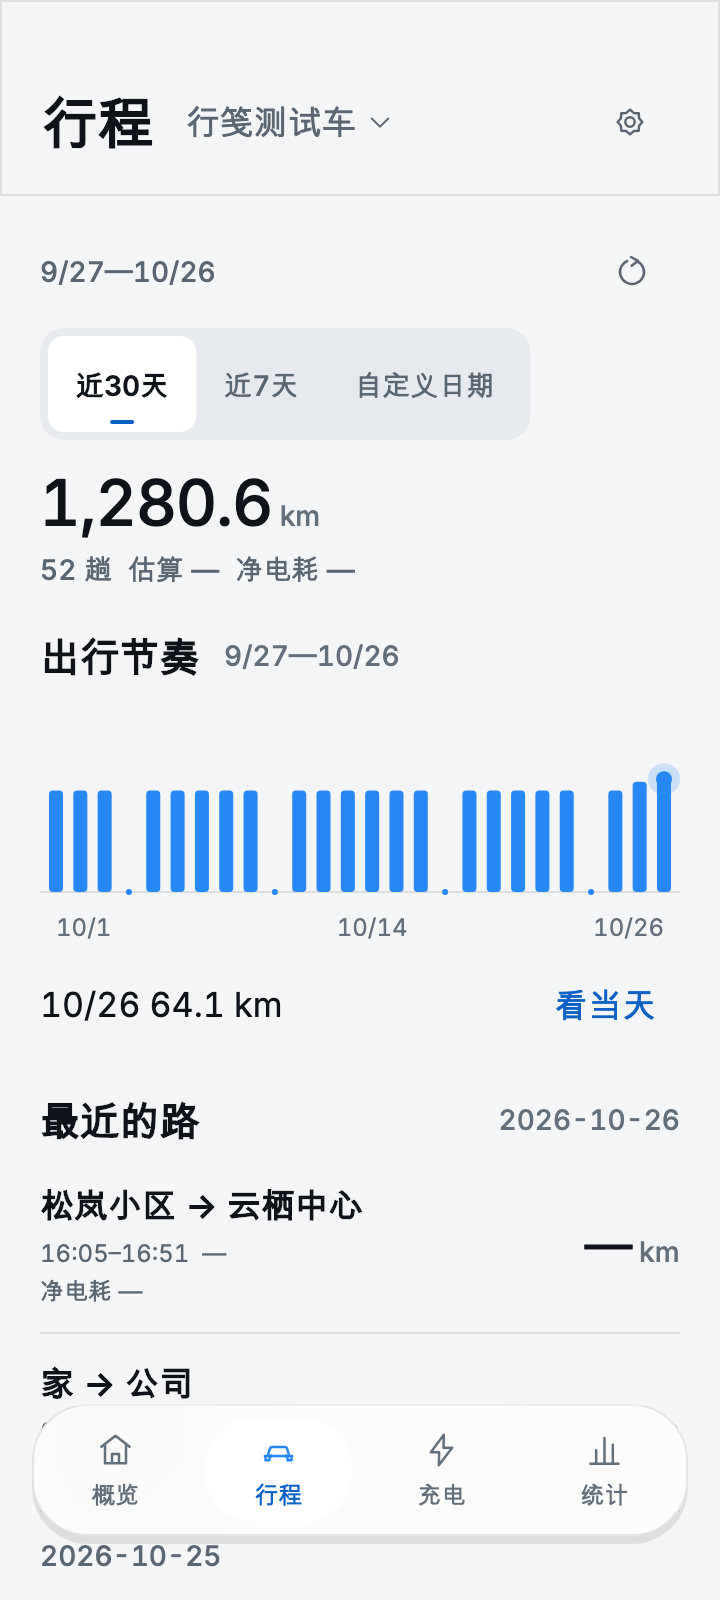 行程 行笺测试车
9/27—10/26
近30天 近7天 自定义日期
1,280.6 km
52 趟 估算 — 净电耗 —
出行节奏 9/27—10/26
10/1 10/14 10/26
10/26 64.1 km 看当天
最近的路 2026-10-26
松岚小区 → 云栖中心
16:05–16:51 — — km
净电耗 —
家 → 公司
概览 行程 充电 统计
2026-10-25